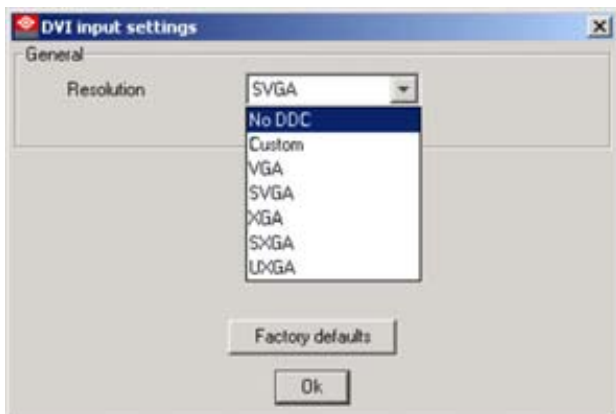 DVI input settings
General
Resolution SVGA
No DDC
Custom
VGA
SVGA
XGA
SXGA
UXGA
Factory defaults
Ok